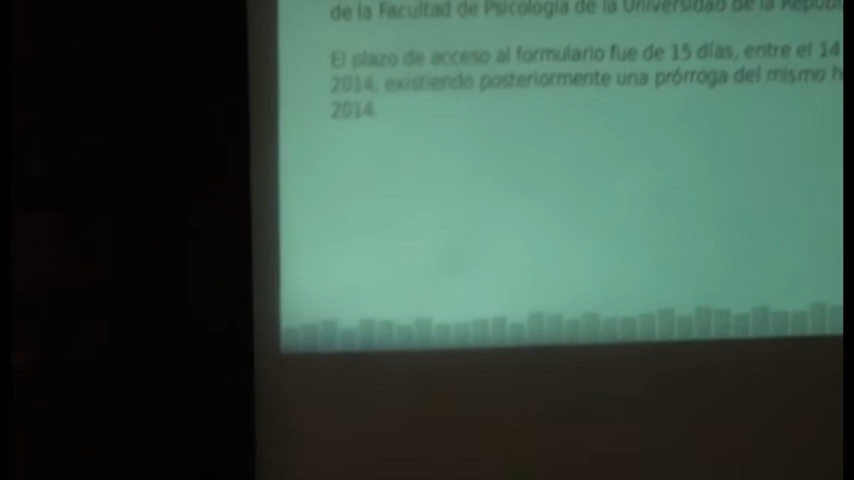 de la Facultad de Psicología de la Universidad de la
El plazo de acceso al formulario fue de 15 días, entre el 14
2014, existiendo posteriormente una prórroga del mismo
2014.